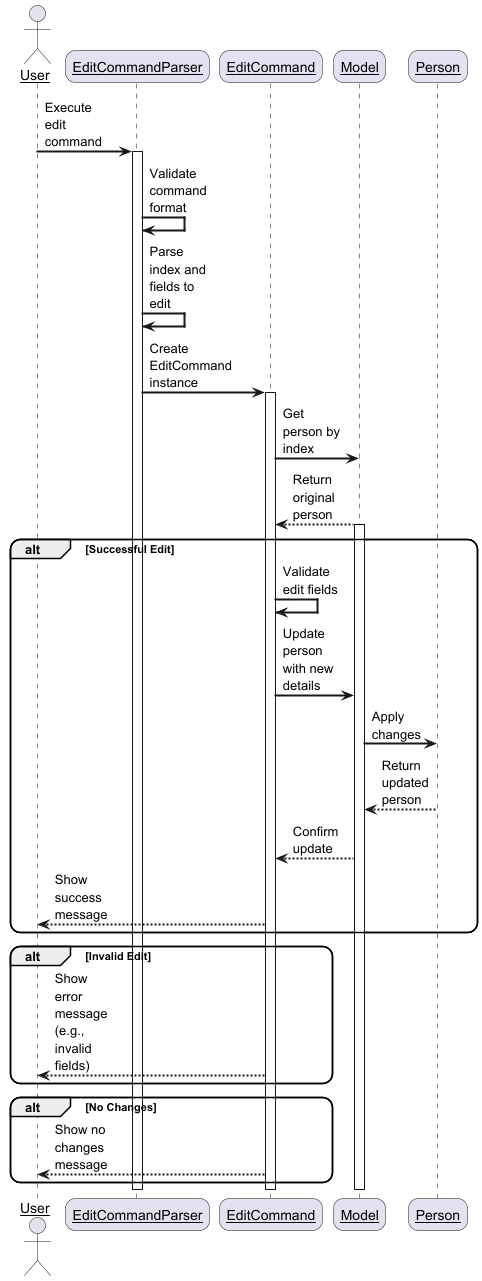 User
EditCommandParser
EditCommand
Model
Person
Execute
edit
command
Validate
command
format
Parse
index and
fields to
edit
Create
EditCommand
instance
Get
person by
index
Return
original
person
alt
[Successful Edit]
Validate
edit fields
Update
person
with new
details
Apply
changes
Return
updated
person
Confirm
update
Show
success
message
alt
[Invalid Edit]
Show
error
message
(e.g.,
invalid
fields)
alt
[No Changes]
Show no
changes
message
User
EditCommandParser
EditCommand
Model
Person